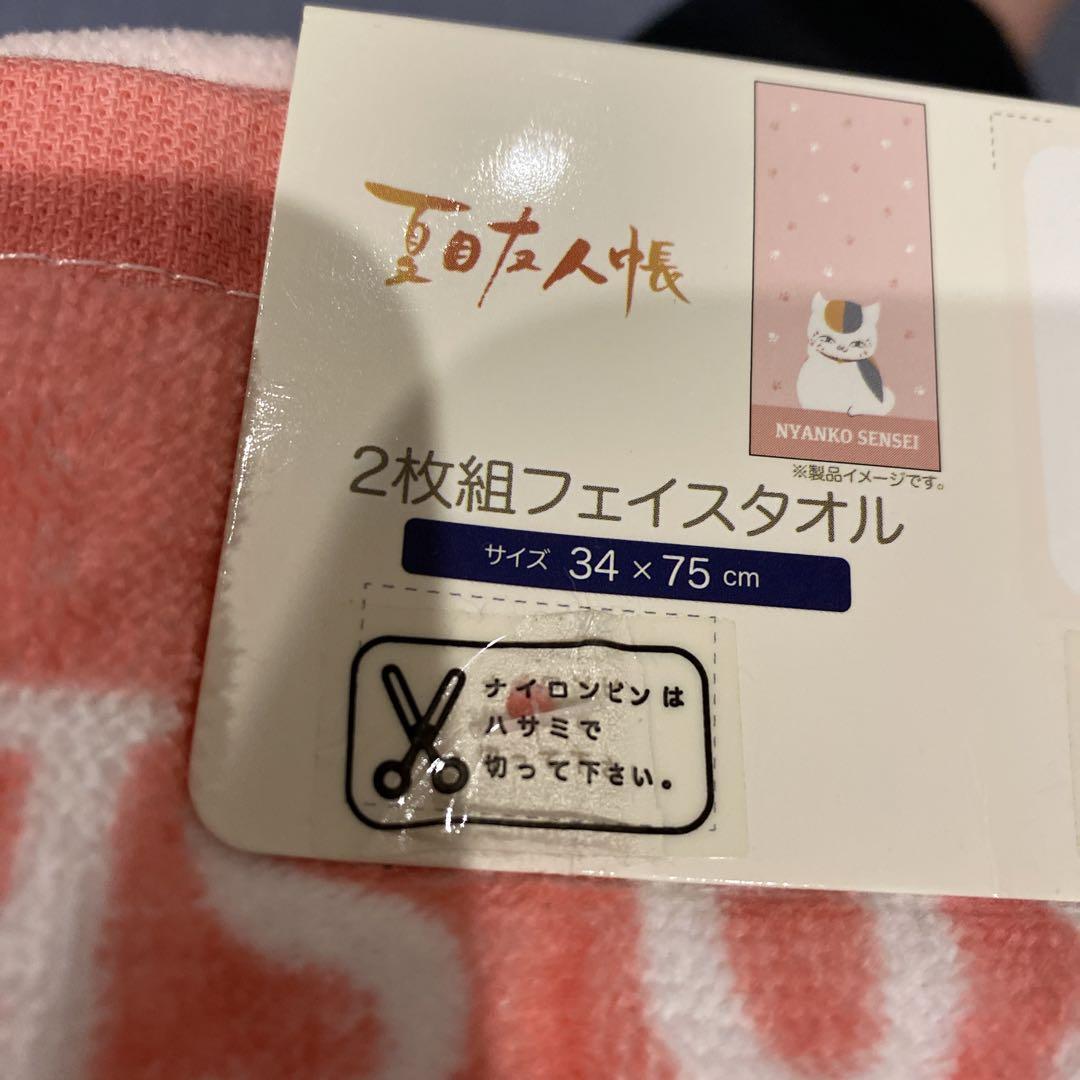 夏目友人帳
NYANKO SENSEI
※製品イメージです。
2枚組フェイスタオル
サイズ 34×75cm
ナイロンピンは
ハサミで
切って下さい。